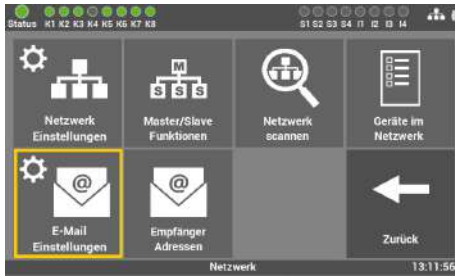 Status K1 K2 K3 K4 K5 K6 K7 K8
S1 S2 S3 S4 I1 I2 I3 I4
Netzwerk
Einstellungen
M
S S S
Master/Slave
Funktionen
Netzwerk
scannen
Geräte im
Netzwerk
@
E-Mail
Einstellungen
@
Empfänger
Adressen
Zurück
Netzwerk
13:11:56